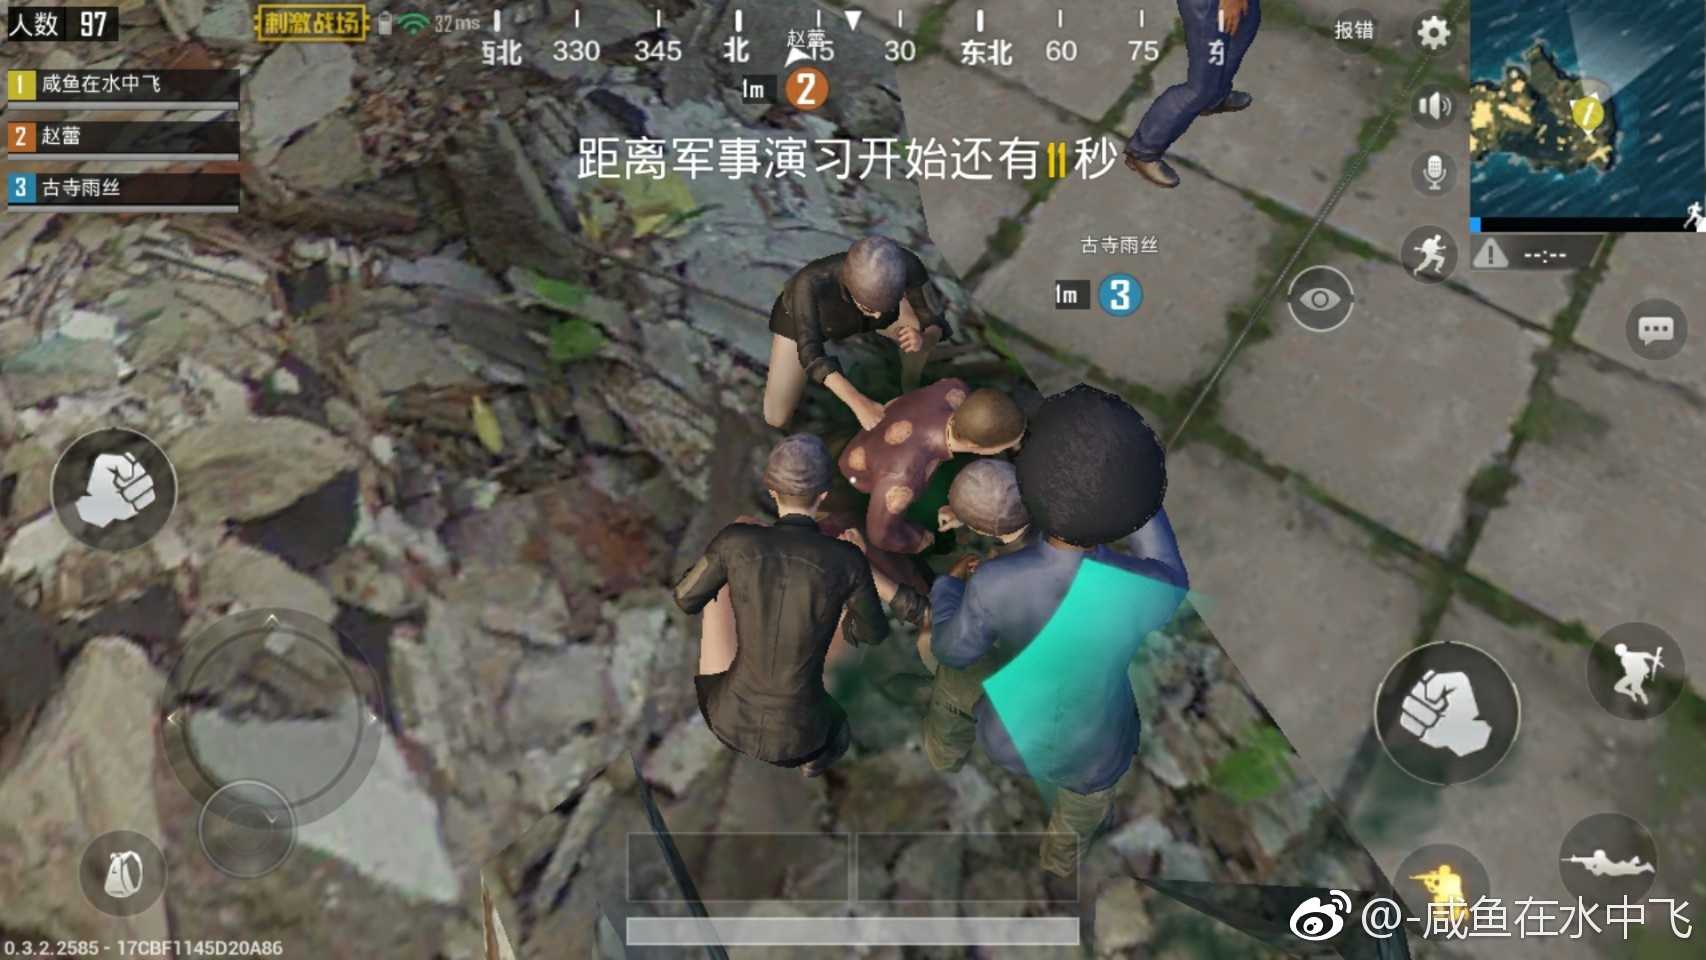 人数 97
刺激战场
32ms
330 345 北 15 30 东北 60 75 东
报错
赵蕾
1m 2
1 咸鱼在水中飞
2 赵蕾
3 古寺雨丝
距离军事演习开始还有11秒
古寺雨丝
1m 3
1
--:--
@-咸鱼在水中飞
0.3.2.2585 - 17CBF1145D20A86